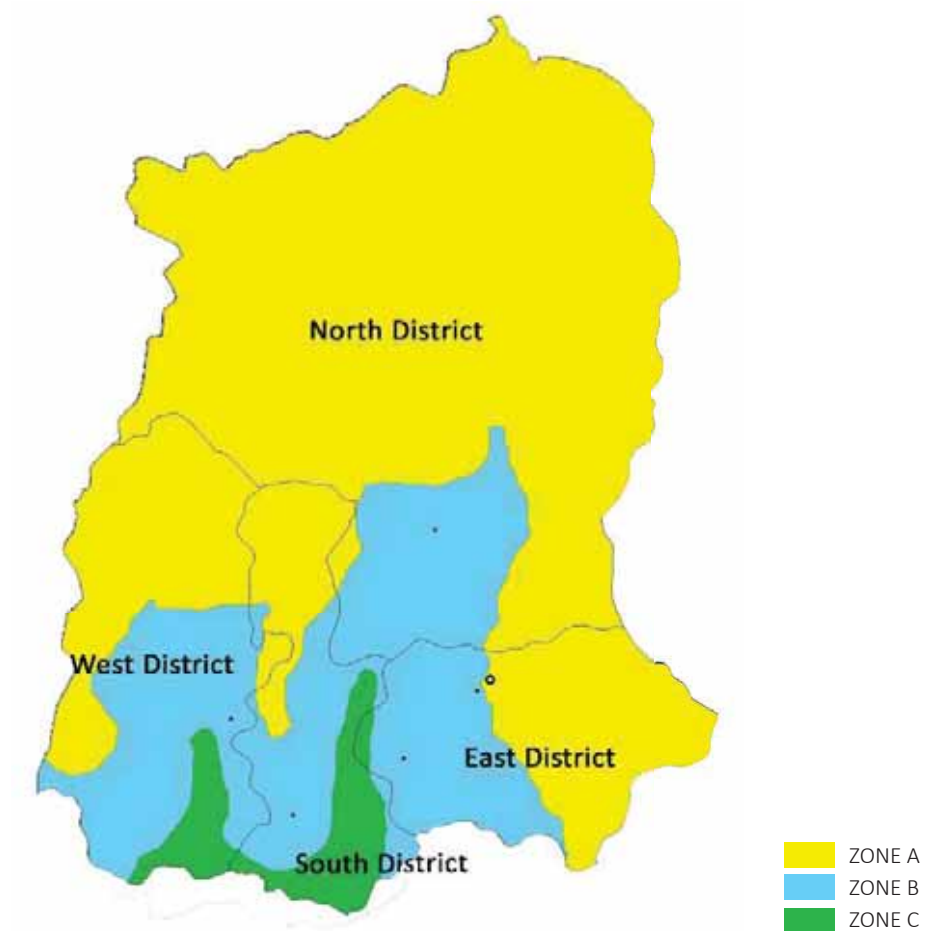 North District
West District
East District
South District
ZONE A
ZONE B
ZONE C